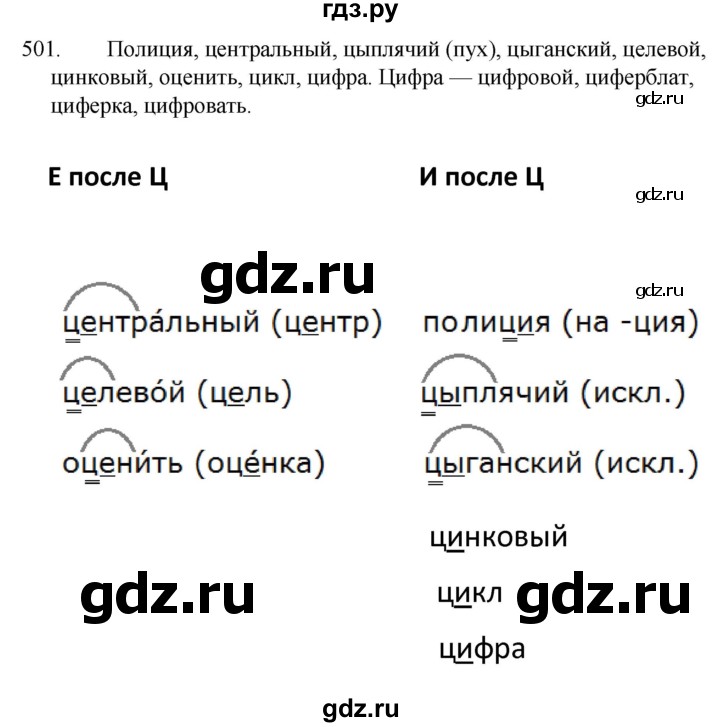 гдз.ру
501. Полиция, центральный, цыплячий (пух), цыганский, целевой,
цинковый, оценить, цикл, цифра. Цифра — цифровой, циферблат,
gdz.ru
циферка, цифровать.
Е после Ц
И после Ц
gdz.ru
gdz.ru
gdz.ru
центра́льный (центр)
полиция (на -ция)
целево́й (цель)
цыплячий (искл.)
оцени́ть (оце́нка)
цыганский (искл.)
цинковый
gdz.ru
gdz.ru
цикл
цифра
gdz.ru